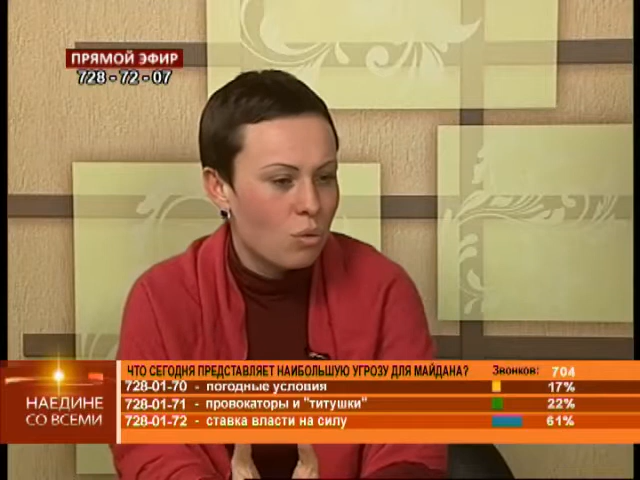 ПРЯМОЙ ЭФИР
728-72-07
ЧТО СЕГОДНЯ ПРЕДСТАВЛЯЕТ НАИБОЛЬШУЮ УГРОЗУ ДЛЯ МАЙДАНА? Звонков: 704
728-01-70 - погодные условия 17%
728-01-71 - провокаторы и "титушки" 22%
728-01-72 - ставка власти на силу 61%
НАЕДИНЕ
СО ВСЕМИ